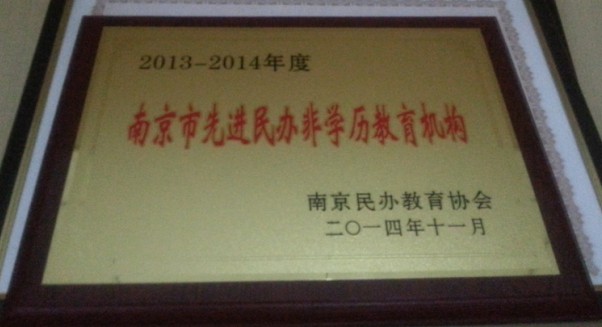 2013-2014年度
南京市先进民办非学历教育机构
南京民办教育协会
二〇一四年十一月